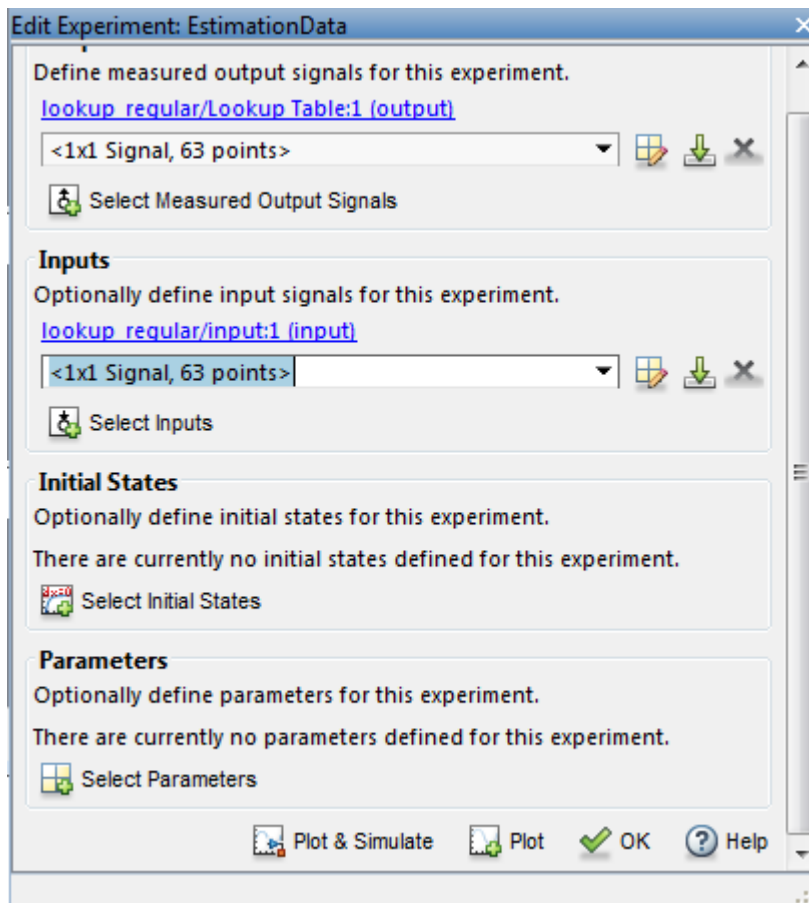 Edit Experiment: EstimationData
Define measured output signals for this experiment.
lookup_regular/Lookup Table:1 (output)
<1x1 Signal, 63 points>
Select Measured Output Signals
Inputs
Optionally define input signals for this experiment.
lookup_regular/input:1 (input)
<1x1 Signal, 63 points>
Select Inputs
Initial States
Optionally define initial states for this experiment.
There are currently no initial states defined for this experiment.
Select Initial States
Parameters
Optionally define parameters for this experiment.
There are currently no parameters defined for this experiment.
Select Parameters
Plot & Simulate Plot OK Help